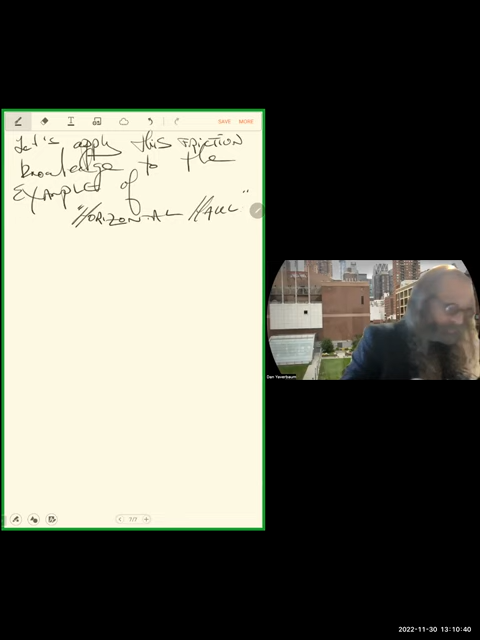 SAVE MORE
Let's apply this FRICTION
knowledge to the
EXAMPLE of
"HORIZONTAL HAUL"
Dan Yaverbaum
7/7
2022-11-30 13:10:40